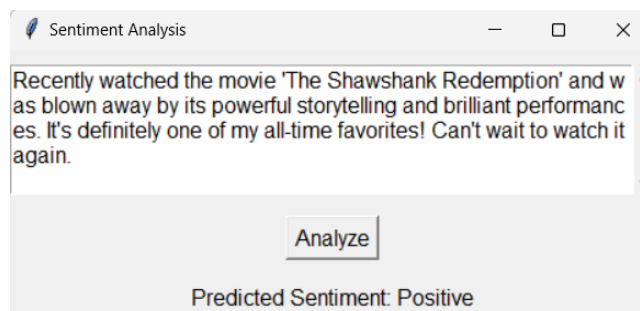 Sentiment Analysis
Recently watched the movie 'The Shawshank Redemption' and w
as blown away by its powerful storytelling and brilliant performanc
es. It's definitely one of my all-time favorites! Can't wait to watch it
again.
Analyze
Predicted Sentiment: Positive